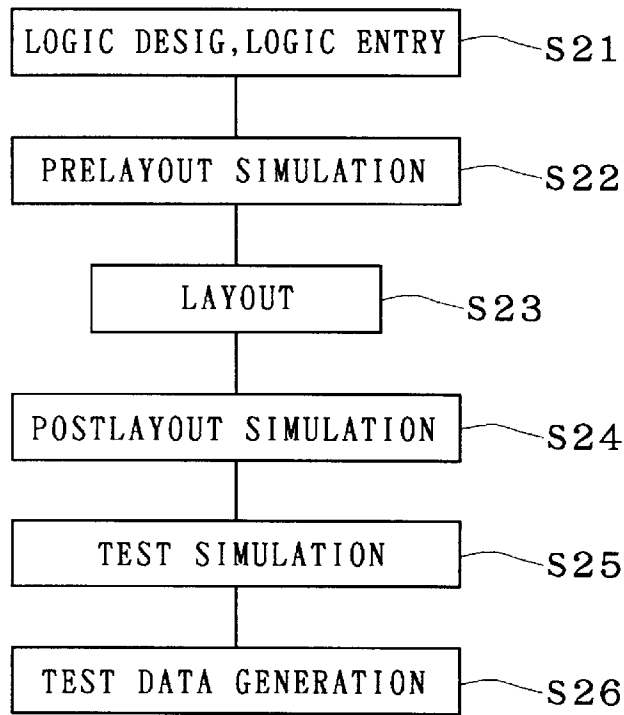 LOGIC DESIG,LOGIC ENTRY
S21
PRELAYOUT SIMULATION
S22
LAYOUT
S23
POSTLAYOUT SIMULATION
S24
TEST SIMULATION
S25
TEST DATA GENERATION
S26